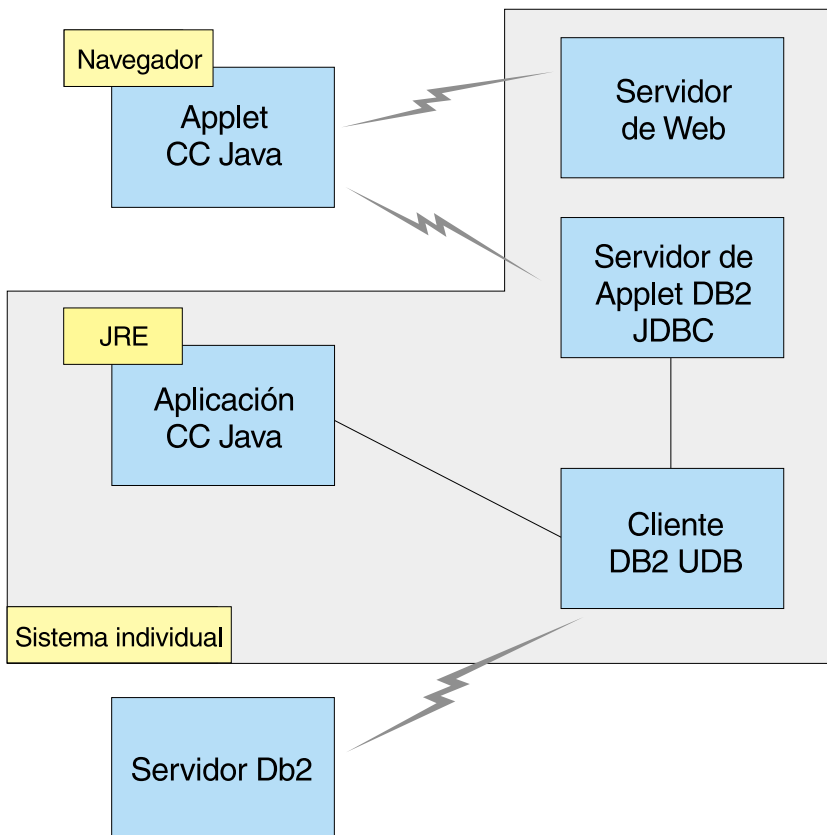 Navegador
Applet
CC Java
Servidor
de Web
Servidor de
Applet DB2
JDBC
JRE
Aplicación
CC Java
Cliente
DB2 UDB
Sistema individual
Servidor Db2